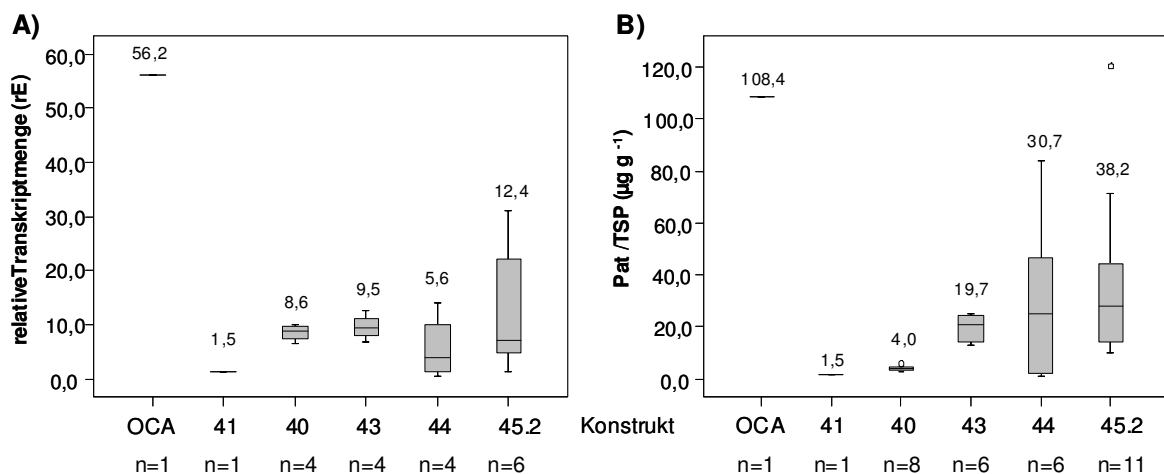 A)
relativeTranskriptmenge (rE)
60,0
50,0
40,0
30,0
20,0
10,0
0,0
56,2
1,5
8,6
9,5
5,6
12,4
OCA 41 40 43 44 45.2
n=1 n=1 n=4 n=4 n=4 n=6
Konstrukt
B)
Pat /TSP (µg g -1)
120,0
100,0
80,0
60,0
40,0
20,0
0,0
108,4
1,5
4,0
19,7
30,7
38,2
OCA 41 40 43 44 45.2
n=1 n=1 n=8 n=6 n=6 n=11